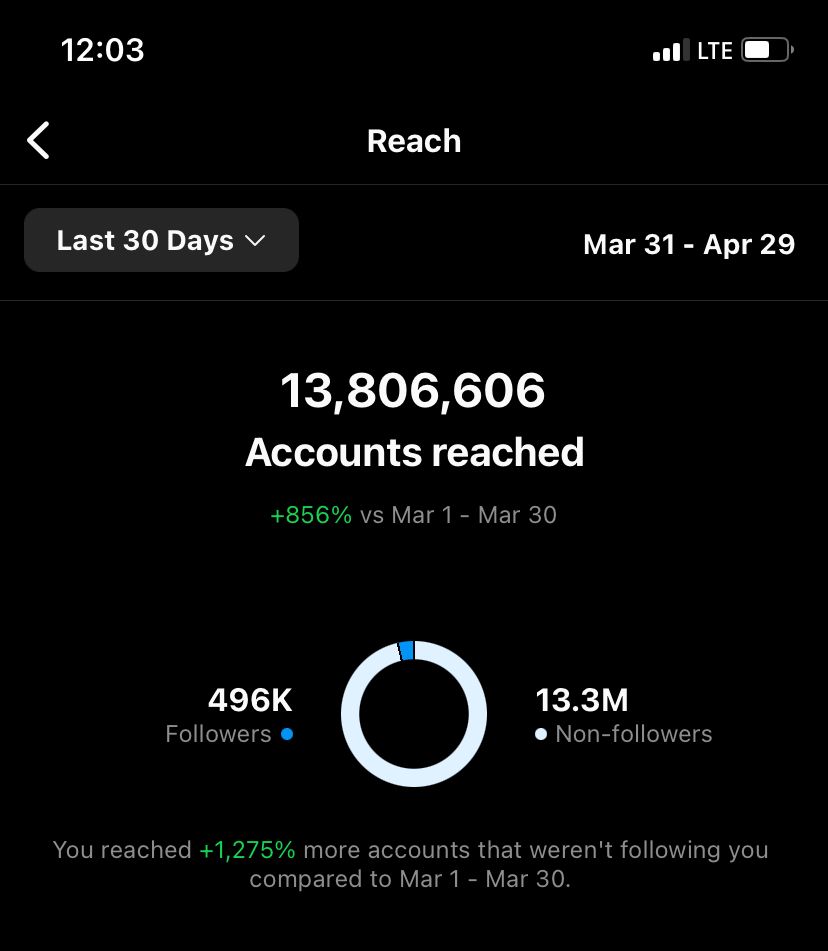 12:03 LTE
Reach
Last 30 Days Mar 31 - Apr 29
13,806,606
Accounts reached
+856% vs Mar 1 - Mar 30
496K 13.3M
Followers Non-followers
You reached +1,275% more accounts that weren't following you
compared to Mar 1 - Mar 30.